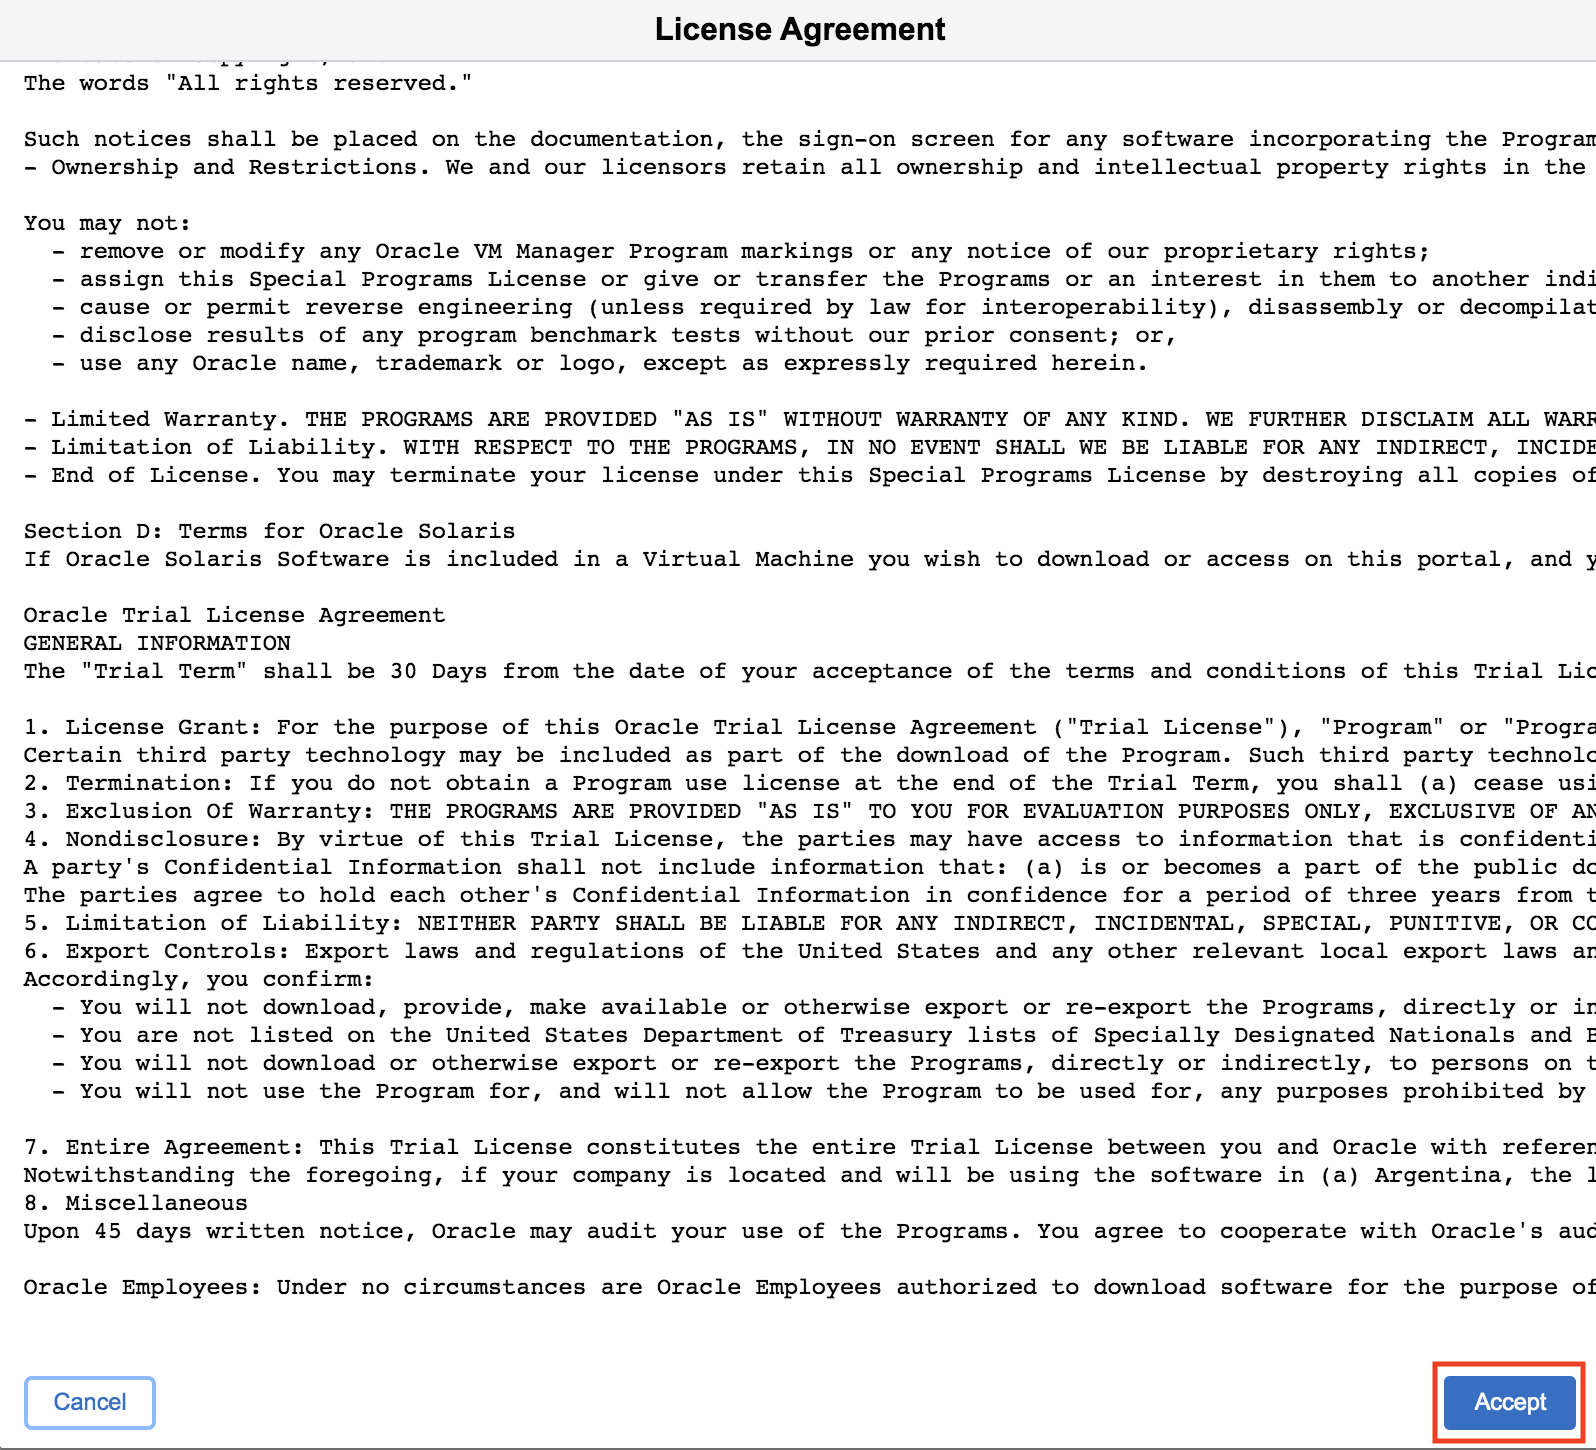 License Agreement
The words "All rights reserved."
Such notices shall be placed on the documentation, the sign-on screen for any software incorporating the Program
- Ownership and Restrictions. We and our licensors retain all ownership and intellectual property rights in the
You may not:
- remove or modify any Oracle VM Manager Program markings or any notice of our proprietary rights;
- assign this Special Programs License or give or transfer the Programs or an interest in them to another indi
- cause or permit reverse engineering (unless required by law for interoperability), disassembly or decompilat
- disclose results of any program benchmark tests without our prior consent; or,
- use any Oracle name, trademark or logo, except as expressly required herein.
- Limited Warranty. THE PROGRAMS ARE PROVIDED "AS IS" WITHOUT WARRANTY OF ANY KIND. WE FURTHER DISCLAIM ALL WARR
- Limitation of Liability. WITH RESPECT TO THE PROGRAMS, IN NO EVENT SHALL WE BE LIABLE FOR ANY INDIRECT, INCIDE
- End of License. You may terminate your license under this Special Programs License by destroying all copies of
Section D: Terms for Oracle Solaris
If Oracle Solaris Software is included in a Virtual Machine you wish to download or access on this portal, and y
Oracle Trial License Agreement
GENERAL INFORMATION
The "Trial Term" shall be 30 Days from the date of your acceptance of the terms and conditions of this Trial Lic
1. License Grant: For the purpose of this Oracle Trial License Agreement ("Trial License"), "Program" or "Progra
Certain third party technology may be included as part of the download of the Program. Such third party technolo
2. Termination: If you do not obtain a Program use license at the end of the Trial Term, you shall (a) cease usi
3. Exclusion Of Warranty: THE PROGRAMS ARE PROVIDED "AS IS" TO YOU FOR EVALUATION PURPOSES ONLY, EXCLUSIVE OF AN
4. Nondisclosure: By virtue of this Trial License, the parties may have access to information that is confidenti
A party's Confidential Information shall not include information that: (a) is or becomes a part of the public do
The parties agree to hold each other's Confidential Information in confidence for a period of three years from t
5. Limitation of Liability: NEITHER PARTY SHALL BE LIABLE FOR ANY INDIRECT, INCIDENTAL, SPECIAL, PUNITIVE, OR CO
6. Export Controls: Export laws and regulations of the United States and any other relevant local export laws an
Accordingly, you confirm:
- You will not download, provide, make available or otherwise export or re-export the Programs, directly or in
- You are not listed on the United States Department of Treasury lists of Specially Designated Nationals and B
- You will not download or otherwise export or re-export the Programs, directly or indirectly, to persons on t
- You will not use the Program for, and will not allow the Program to be used for, any purposes prohibited by
7. Entire Agreement: This Trial License constitutes the entire Trial License between you and Oracle with referen
Notwithstanding the foregoing, if your company is located and will be using the software in (a) Argentina, the l
8. Miscellaneous
Upon 45 days written notice, Oracle may audit your use of the Programs. You agree to cooperate with Oracle's aud
Oracle Employees: Under no circumstances are Oracle Employees authorized to download software for the purpose of
Cancel
Accept